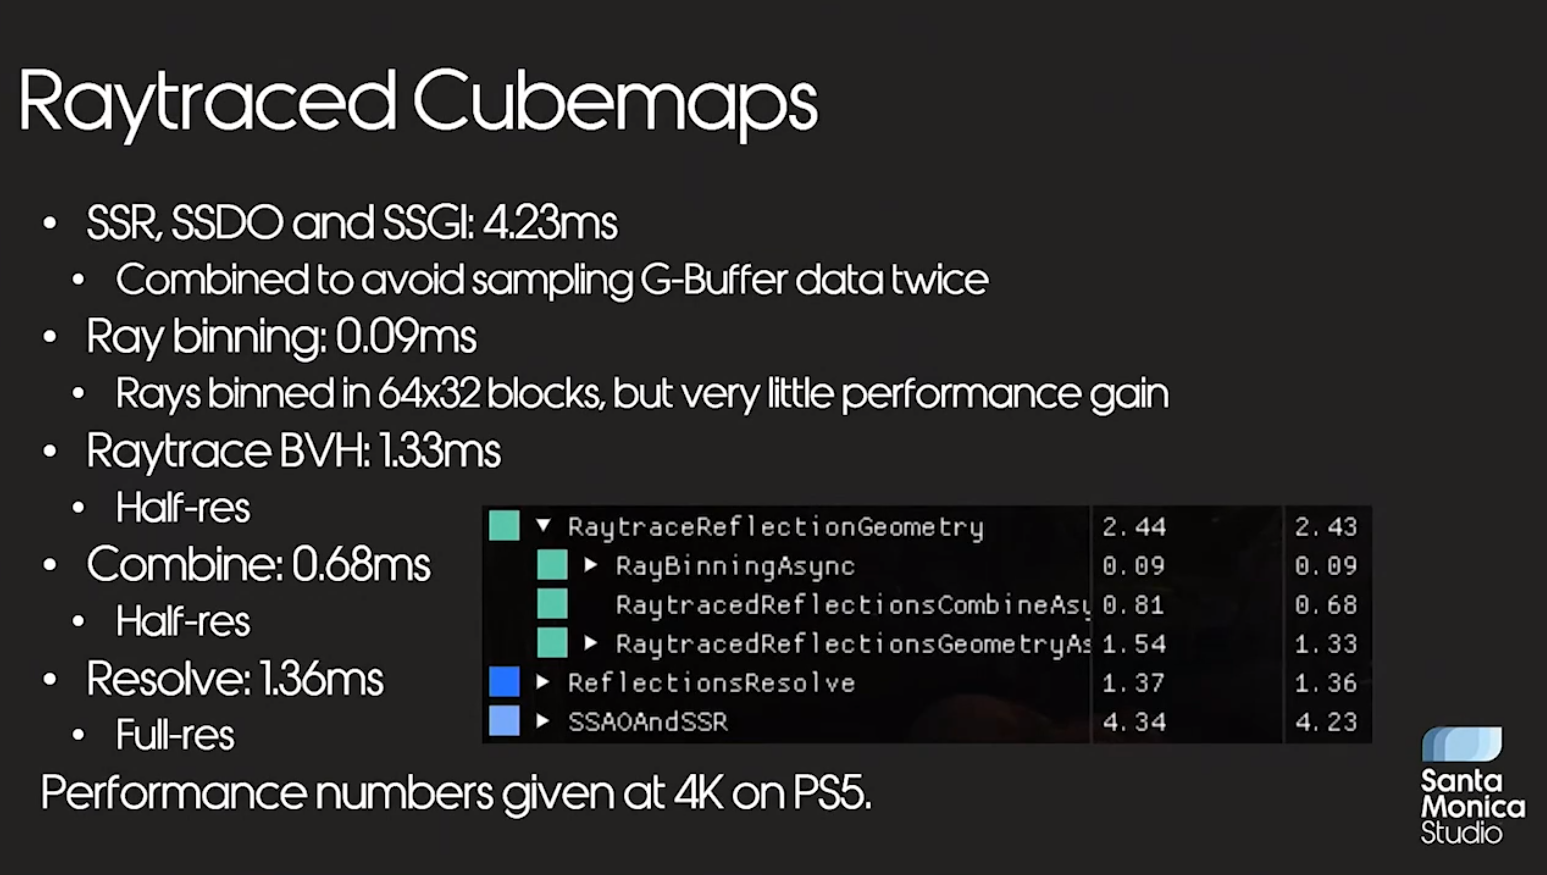 Raytraced Cubemaps
• SSR, SSDO and SSGI: 4.23ms
• Combined to avoid sampling G-Buffer data twice
• Ray binning: 0.09ms
• Rays binned in 64x32 blocks, but very little performance gain
• Raytrace BVH: 1.33ms
• Half-res
• Combine: 0.68ms
• Half-res
• Resolve: 1.36ms
• Full-res
RaytraceReflectionGeometry 2.44 2.43
RayBinningAsync 0.09 0.09
RaytracedReflectionsCombineAsy 0.81 0.68
RaytracedReflectionsGeometryAs 1.54 1.33
ReflectionsResolve 1.37 1.36
SSAOAndSSR 4.34 4.23
Performance numbers given at 4K on PS5.
Santa
Monica
Studio